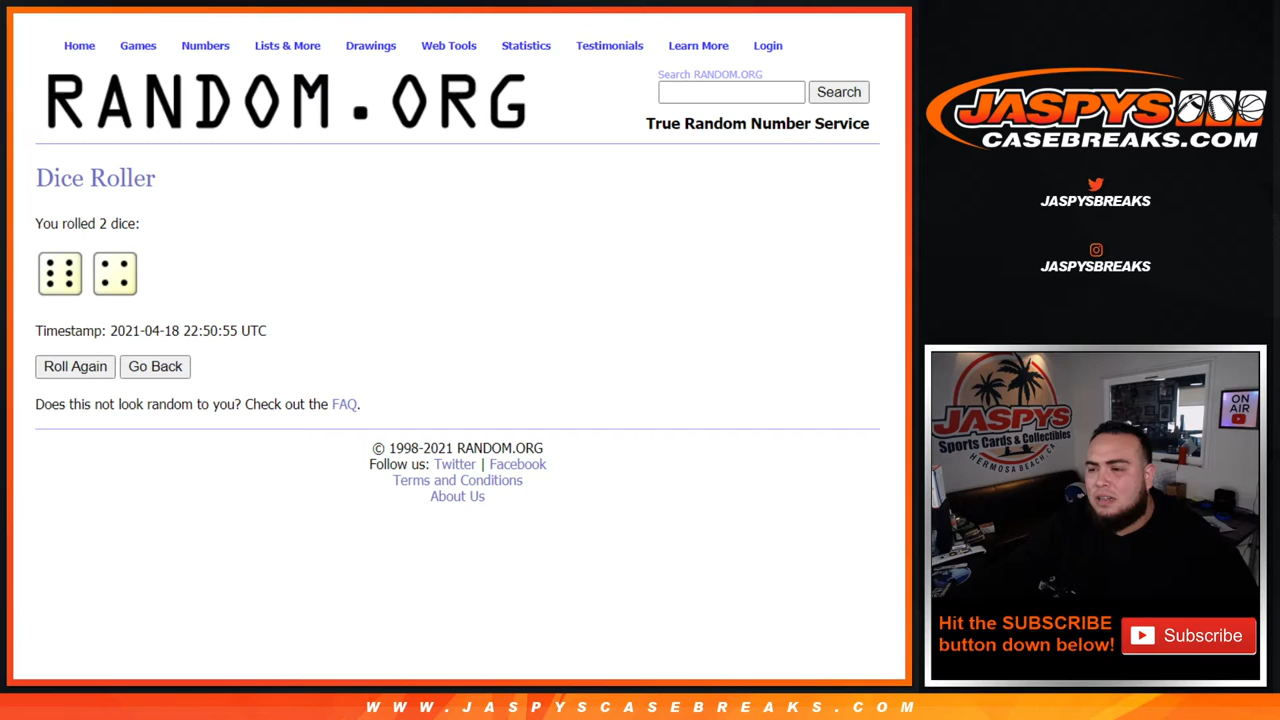 Home Games Numbers Lists & More Drawings Web Tools Statistics Testimonials Learn More Login
RANDOM.ORG
Search RANDOM.ORG
Search
True Random Number Service
Dice Roller
You rolled 2 dice:
Timestamp: 2021-04-18 22:50:55 UTC
Roll Again Go Back
Does this not look random to you? Check out the FAQ.
© 1998-2021 RANDOM.ORG
Follow us: Twitter | Facebook
Terms and Conditions
About Us
JASPYS
CASEBREAKS.COM
JASPYSBREAKS
JASPYSBREAKS
JASPYS
Sports Cards & Collectibles
HERMOSA BEACH, CA
ON
AIR
Hit the SUBSCRIBE
button down below!
Subscribe
WWW.JASPYSCASEBREAKS.COM